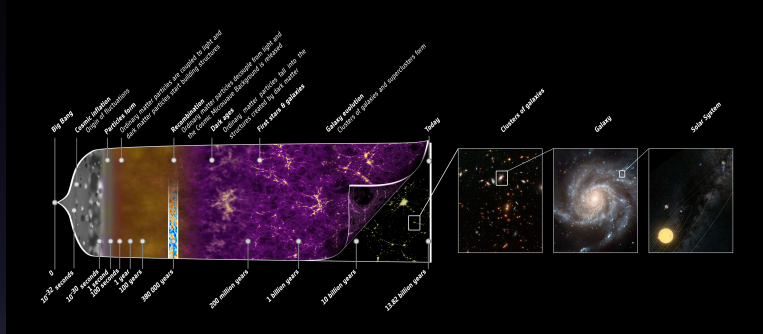 Big Bang
Cosmic Inflation
Origin of fluctuations
Particles form
Ordinary matter particles are coupled to light and
dark matter particles start building structures
Recombination
Ordinary matter particles decouple from light and
the Cosmic Microwave Background is released
Dark ages
Ordinary matter particles fall into the
structures created by dark matter
First stars & galaxies
Galaxy evolution
Clusters of galaxies and superclusters form
Today
Clusters of galaxies
Galaxy
Solar System
0
10⁻³² seconds
10⁻³⁰ seconds
1 second
100 seconds
1 year
100 years
380 000 years
200 million years
1 billion years
10 billion years
13.82 billion years